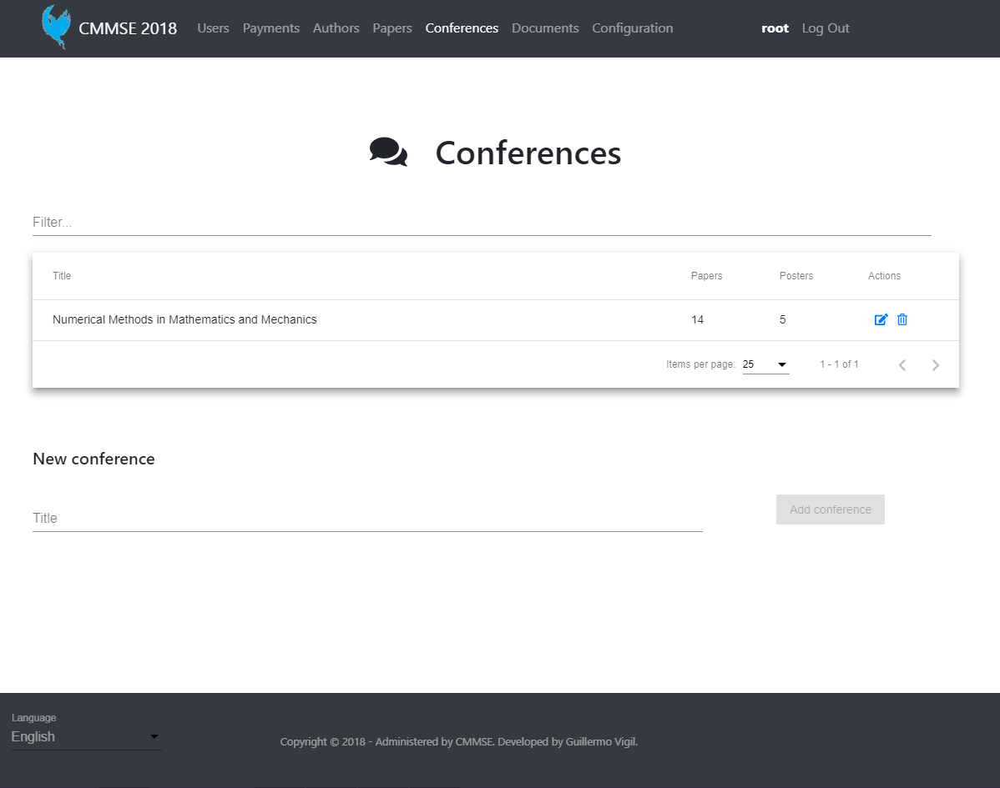 CMMSE 2018 Users Payments Authors Papers Conferences Documents Configuration root Log Out
Conferences
Filter...
Title Papers Posters Actions
Numerical Methods in Mathematics and Mechanics 14 5
Items per page: 25 1 - 1 of 1
New conference
Title
Add conference
Language
English
Copyright © 2018 - Administered by CMMSE. Developed by Guillermo Vigil.